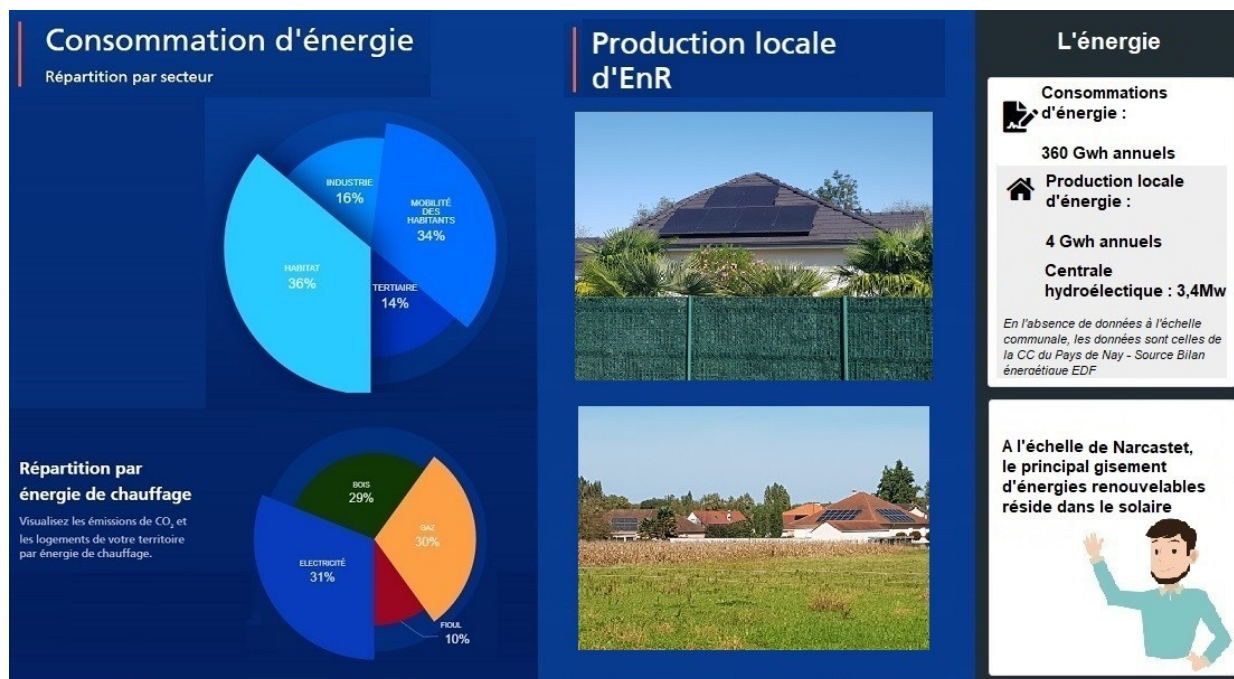 Consommation d'énergie
Répartition par secteur
INDUSTRIE
16%
MOBILITÉ
DES
HABITANTS
34%
HABITAT
36%
TERTIAIRE
14%
Répartition par
énergie de chauffage
Visualisez les émissions de CO₂ et
les logements de votre territoire
par énergie de chauffage.
BOIS
29%
GAZ
30%
ELECTRICITÉ
31%
FIOUL
10%
Production locale
d'EnR
L'énergie
Consommations
d'énergie :
360 Gwh annuels
Production locale
d'énergie :
4 Gwh annuels
Centrale
hydroélectique : 3,4Mw
En l'absence de données à l'échelle
communale, les données sont celles de
la CC du Pays de Nay - Source Bilan
énergétique EDF
A l'échelle de Narcastet,
le principal gisement
d'énergies renouvelables
réside dans le solaire